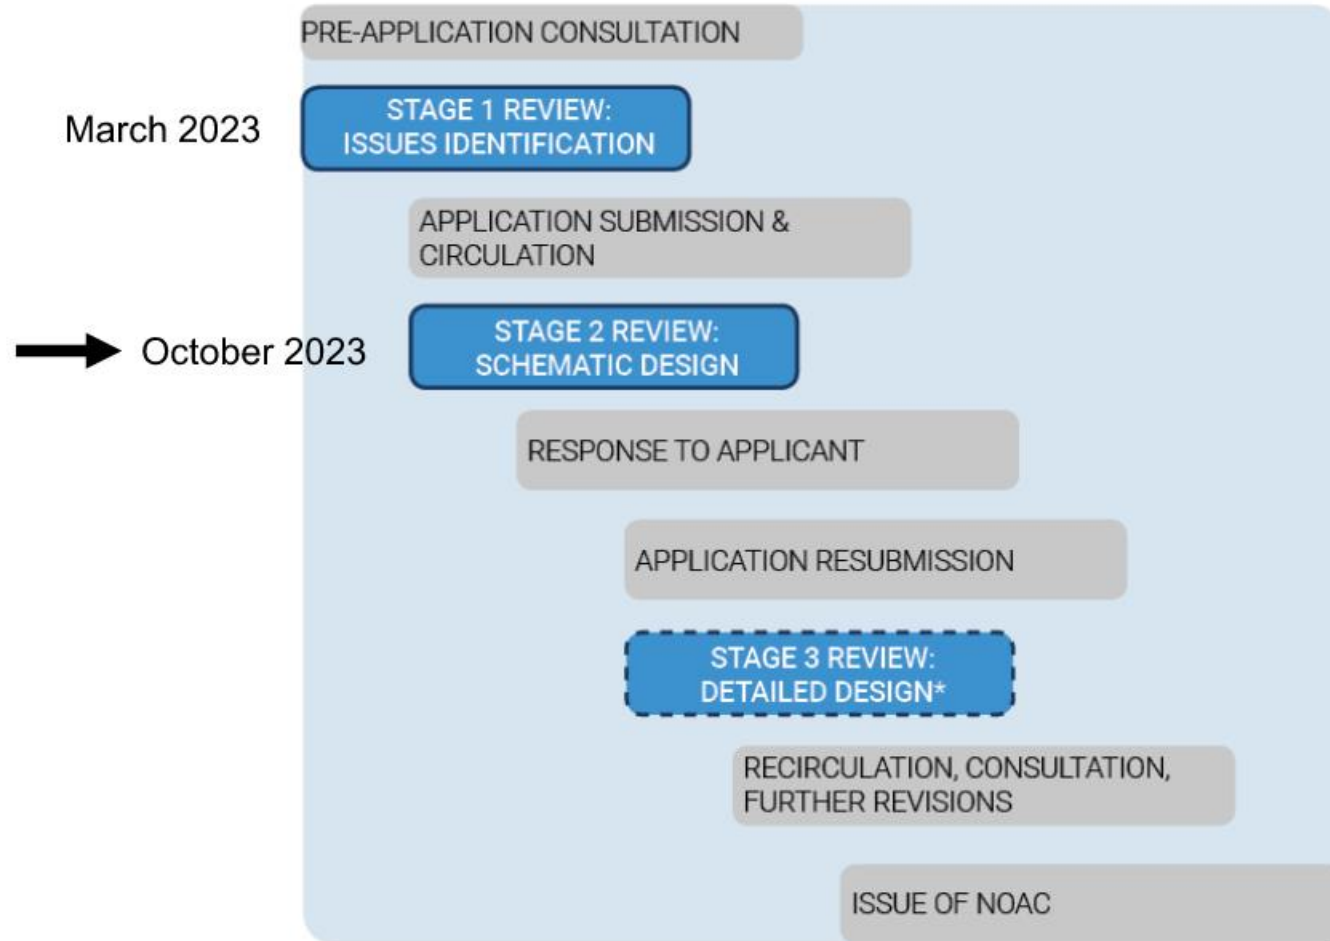 PRE-APPLICATION CONSULTATION
March 2023
STAGE 1 REVIEW:
ISSUES IDENTIFICATION
APPLICATION SUBMISSION &
CIRCULATION
October 2023
STAGE 2 REVIEW:
SCHEMATIC DESIGN
RESPONSE TO APPLICANT
APPLICATION RESUBMISSION
STAGE 3 REVIEW:
DETAILED DESIGN*
RECIRCULATION, CONSULTATION,
FURTHER REVISIONS
ISSUE OF NOAC